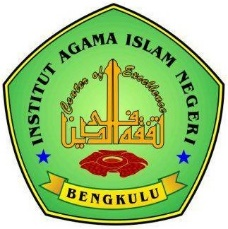 INSTITUT AGAMA ISLAM NEGERI
Center of Excellence
BENGKULU